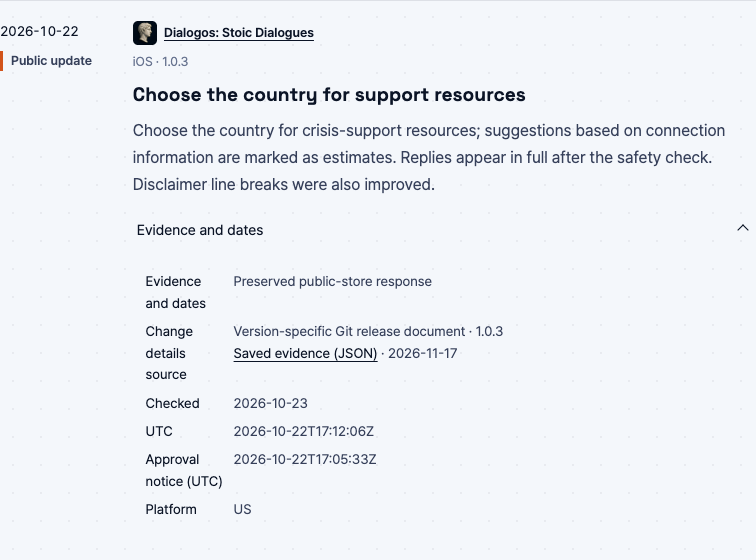 2026-10-22
Public update
Dialogos: Stoic Dialogues
iOS · 1.0.3
Choose the country for support resources
Choose the country for crisis-support resources; suggestions based on connection
information are marked as estimates. Replies appear in full after the safety check.
Disclaimer line breaks were also improved.
Evidence and dates
Evidence
and dates
Preserved public-store response
Change
details
source
Version-specific Git release document · 1.0.3
Saved evidence (JSON) · 2026-11-17
Checked
2026-10-23
UTC
2026-10-22T17:12:06Z
Approval
notice (UTC)
2026-10-22T17:05:33Z
Platform
US